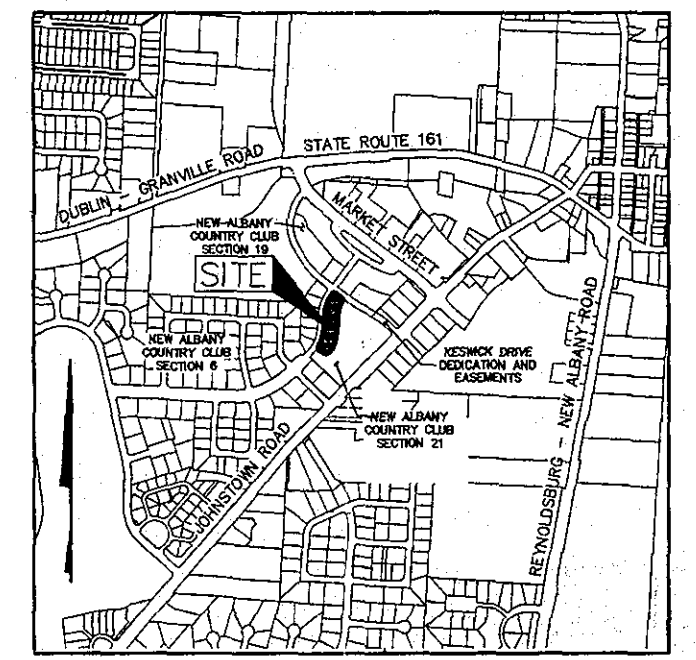 STATE ROUTE 161
DUBLIN - GRANVILLE ROAD
MARKET STREET
NEW ALBANY
COUNTRY CLUB
SECTION 19
SITE
NEW ALBANY
COUNTRY CLUB
SECTION 6
KESWICK DRIVE
DEDICATION AND
EASEMENTS
NEW ALBANY
COUNTRY CLUB
SECTION 21
JOHNSTOWN ROAD
REYNOLDSBURG - NEW ALBANY ROAD